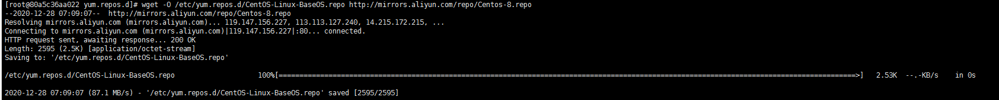 [root@80a5c36aa022 yum.repos.d]# wget -O /etc/yum.repos.d/CentOS-Linux-BaseOS.repo http://mirrors.aliyun.com/repo/Centos-8.repo
--2020-12-28 07:09:07--  http://mirrors.aliyun.com/repo/Centos-8.repo
Resolving mirrors.aliyun.com (mirrors.aliyun.com)... 119.147.156.227, 113.113.127.240, 14.215.172.215, ...
Connecting to mirrors.aliyun.com (mirrors.aliyun.com)|119.147.156.227|:80... connected.
HTTP request sent, awaiting response... 200 OK
Length: 2595 (2.5K) [application/octet-stream]
Saving to: '/etc/yum.repos.d/CentOS-Linux-BaseOS.repo'
/etc/yum.repos.d/CentOS-Linux-BaseOS.repo 100%[===========================================================================================================================================>] 2.53K --.-KB/s in 0s
2020-12-28 07:09:07 (87.1 MB/s) - '/etc/yum.repos.d/CentOS-Linux-BaseOS.repo' saved [2595/2595]